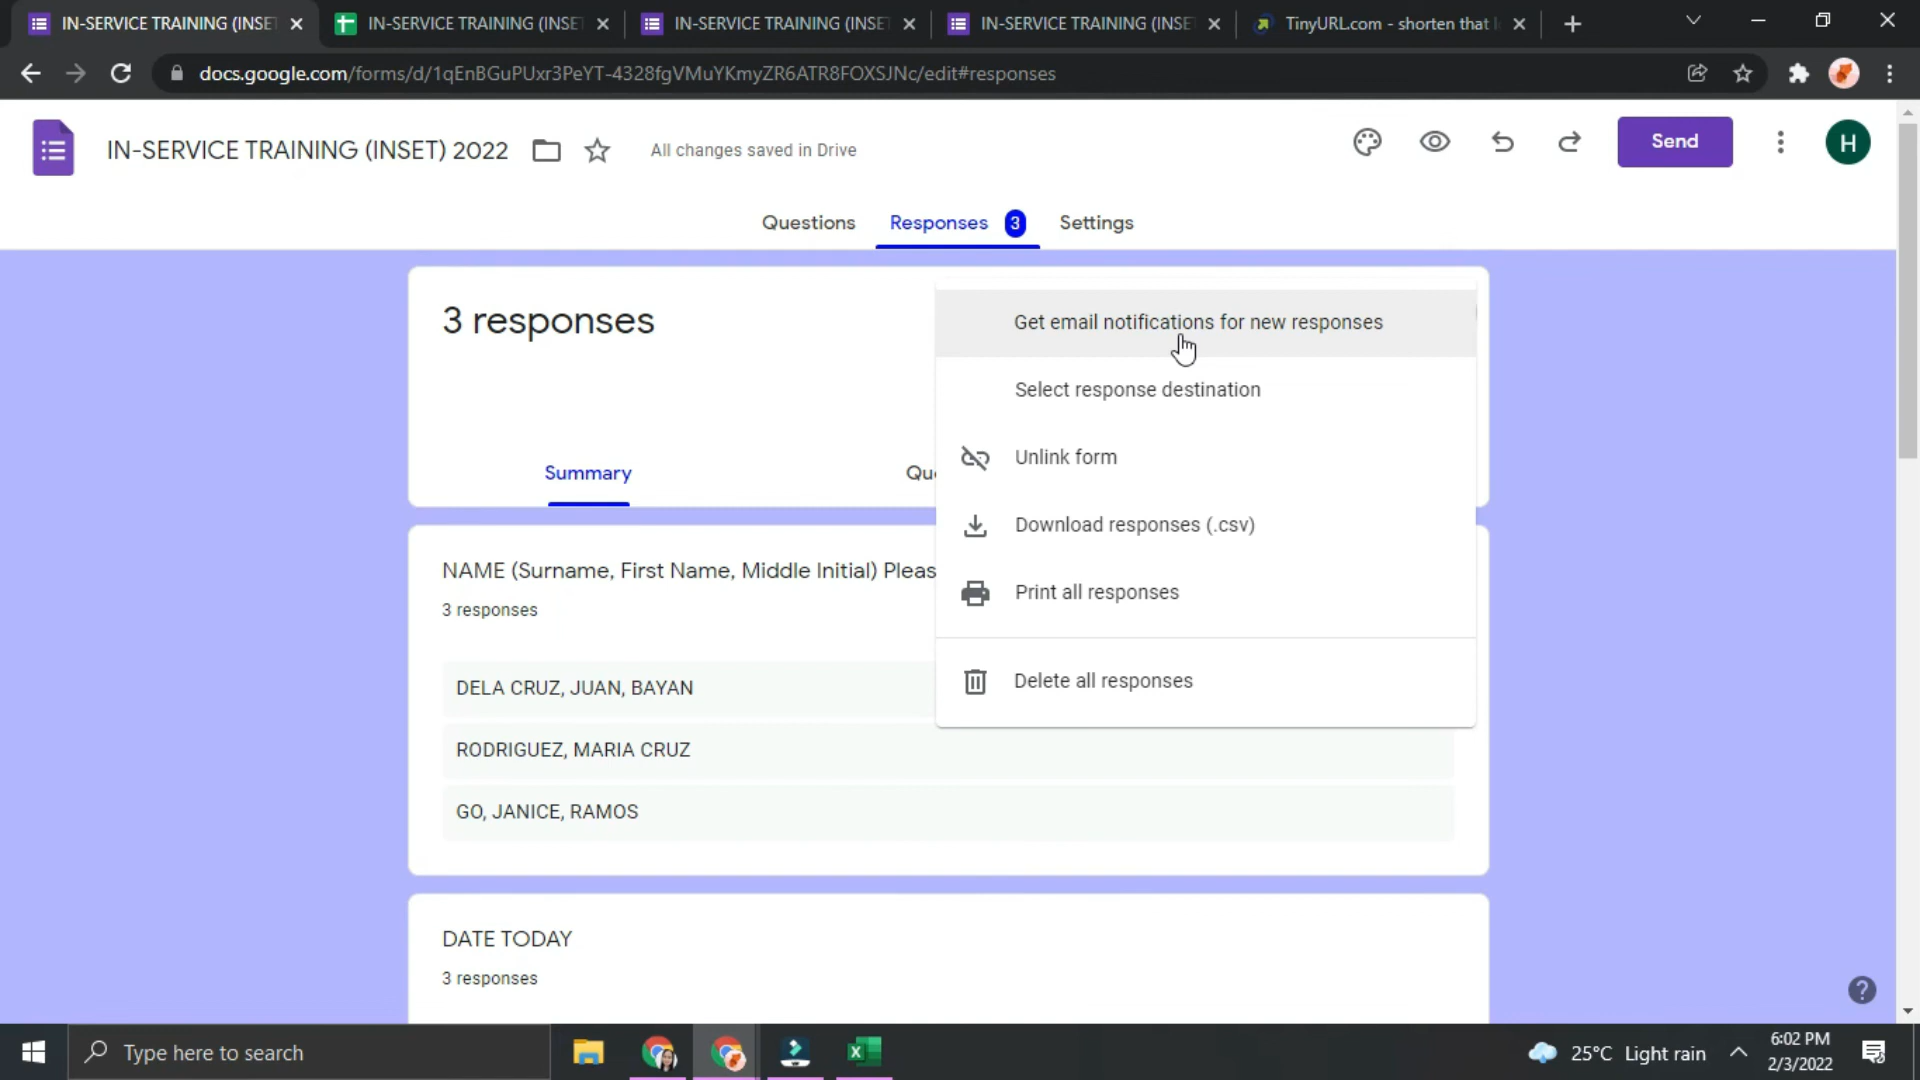 IN-SERVICE TRAINING (INSET
IN-SERVICE TRAINING (INSET
IN-SERVICE TRAINING (INSET
IN-SERVICE TRAINING (INSET
TinyURL.com - shorten that l
docs.google.com/forms/d/1qEnBGuPUxr3PeYT-4328fgVMuYKmyZR6ATR8FOXSJNc/edit#responses
IN-SERVICE TRAINING (INSET) 2022
All changes saved in Drive
Send
H
Questions
Responses 3
Settings
3 responses
Get email notifications for new responses
Select response destination
Unlink form
Download responses (.csv)
Print all responses
Delete all responses
Summary
Que
NAME (Surname, First Name, Middle Initial) Pleas
3 responses
DELA CRUZ, JUAN, BAYAN
RODRIGUEZ, MARIA CRUZ
GO, JANICE, RAMOS
DATE TODAY
3 responses
Type here to search
25°C Light rain
6:02 PM
2/3/2022